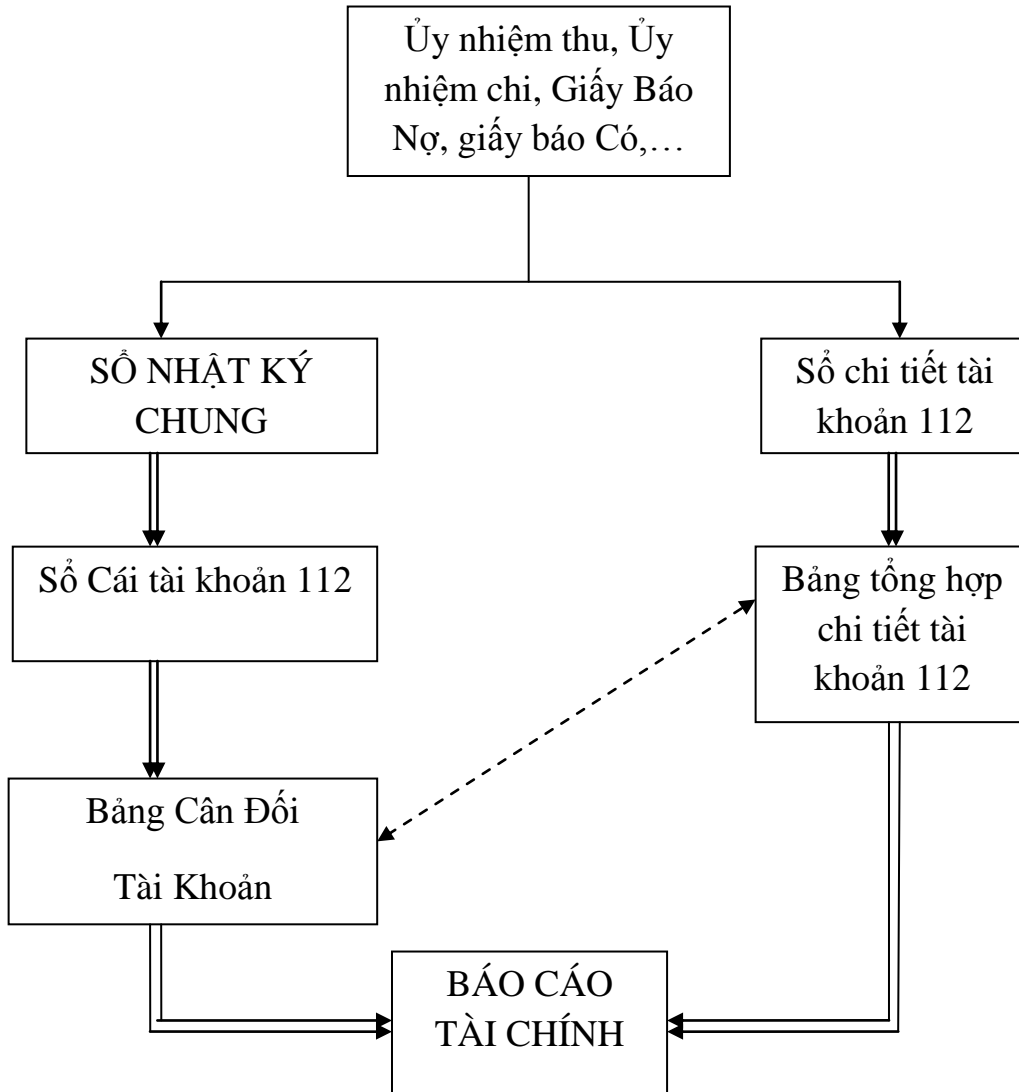 Ủy nhiệm thu, Ủy
nhiệm chi, Giấy Báo
Nợ, giấy báo Có,…
SỔ NHẬT KÝ
CHUNG
Sổ chi tiết tài
khoản 112
Sổ Cái tài khoản 112
Bảng tổng hợp
chi tiết tài
khoản 112
Bảng Cân Đối
Tài Khoản
BÁO CÁO
TÀI CHÍNH